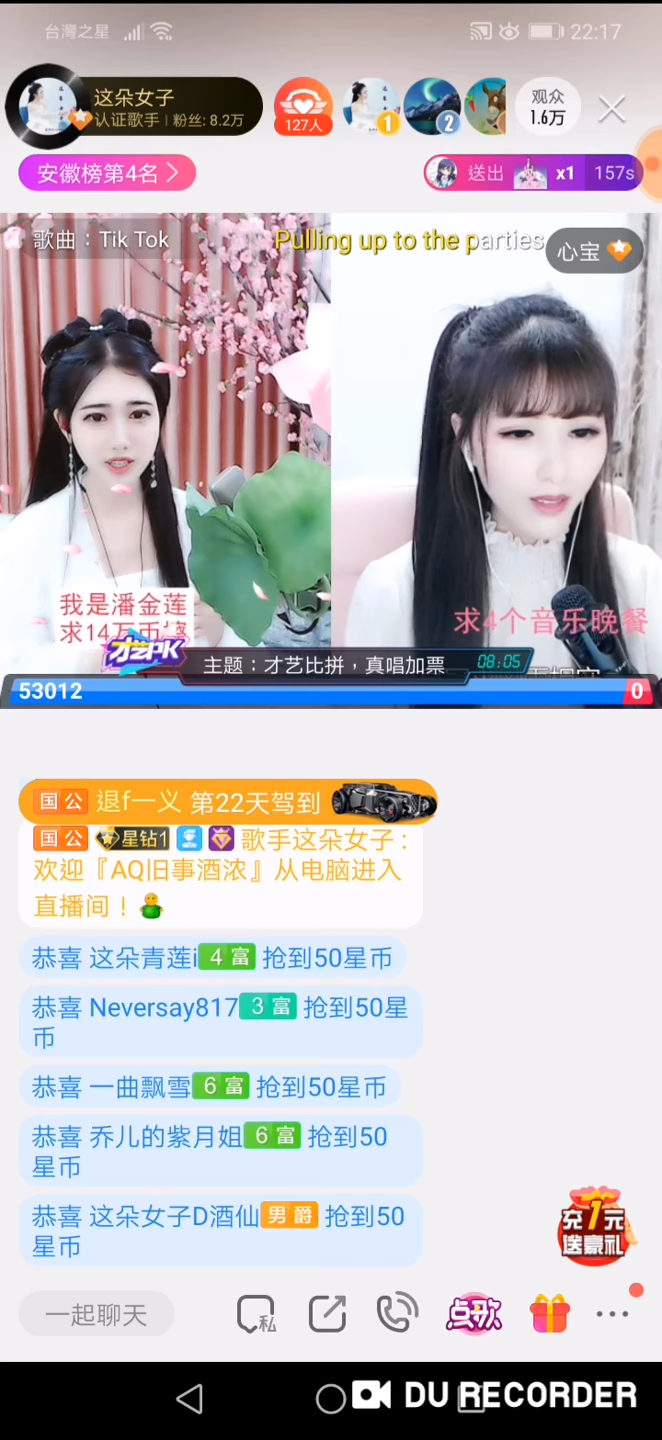 台灣之星
22:17
这朵女子
认证歌手 | 粉丝: 8.2万
127人
1
2
观众
1.6万
安徽榜第4名
送出 x1 157s
歌曲：Tik Tok
Pulling up to the parties
心宝
我是潘金莲
求14万币
求4个音乐晚餐
才艺PK
主题：才艺比拼，真唱加票
08:05
53012
0
国公 退f一义 第22天驾到
国公 星钻1 歌手这朵女子：
欢迎『AQ旧事酒浓』从电脑进入
直播间！
恭喜 这朵青莲i 4 富 抢到50星币
恭喜 Neversay817 3 富 抢到50星
币
恭喜 一曲飘雪 6 富 抢到50星币
恭喜 乔儿的紫月姐 6 富 抢到50
星币
恭喜 这朵女子D酒仙 男爵 抢到50
星币
充1元
送豪礼
一起聊天
私
点歌
DU RECORDER